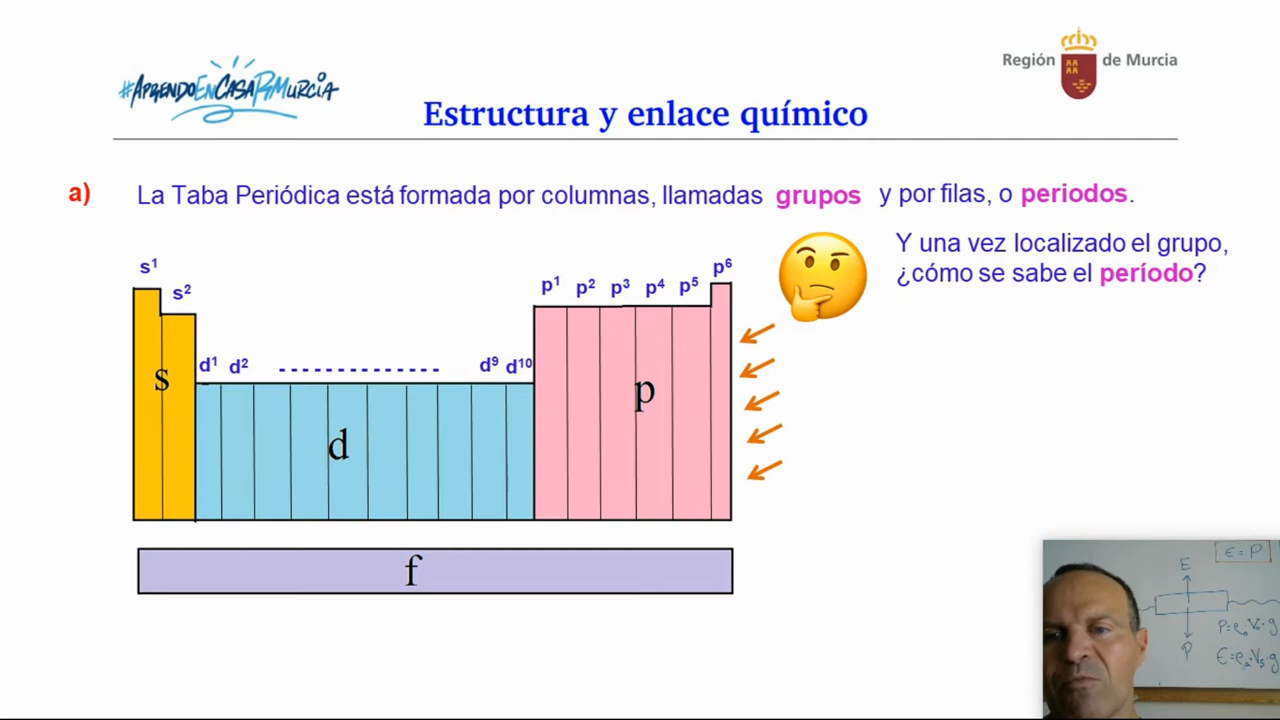 #APRENDOENCASARMURCIA
Región de Murcia
Estructura y enlace químico
a) La Taba Periódica está formada por columnas, llamadas grupos y por filas, o periodos.
Y una vez localizado el grupo,
¿cómo se sabe el período?
s¹
s²
d¹ d² d⁹ d¹⁰
p¹ p² p³ p⁴ p⁵ p⁶
s
d
p
f
E
P
Є = P